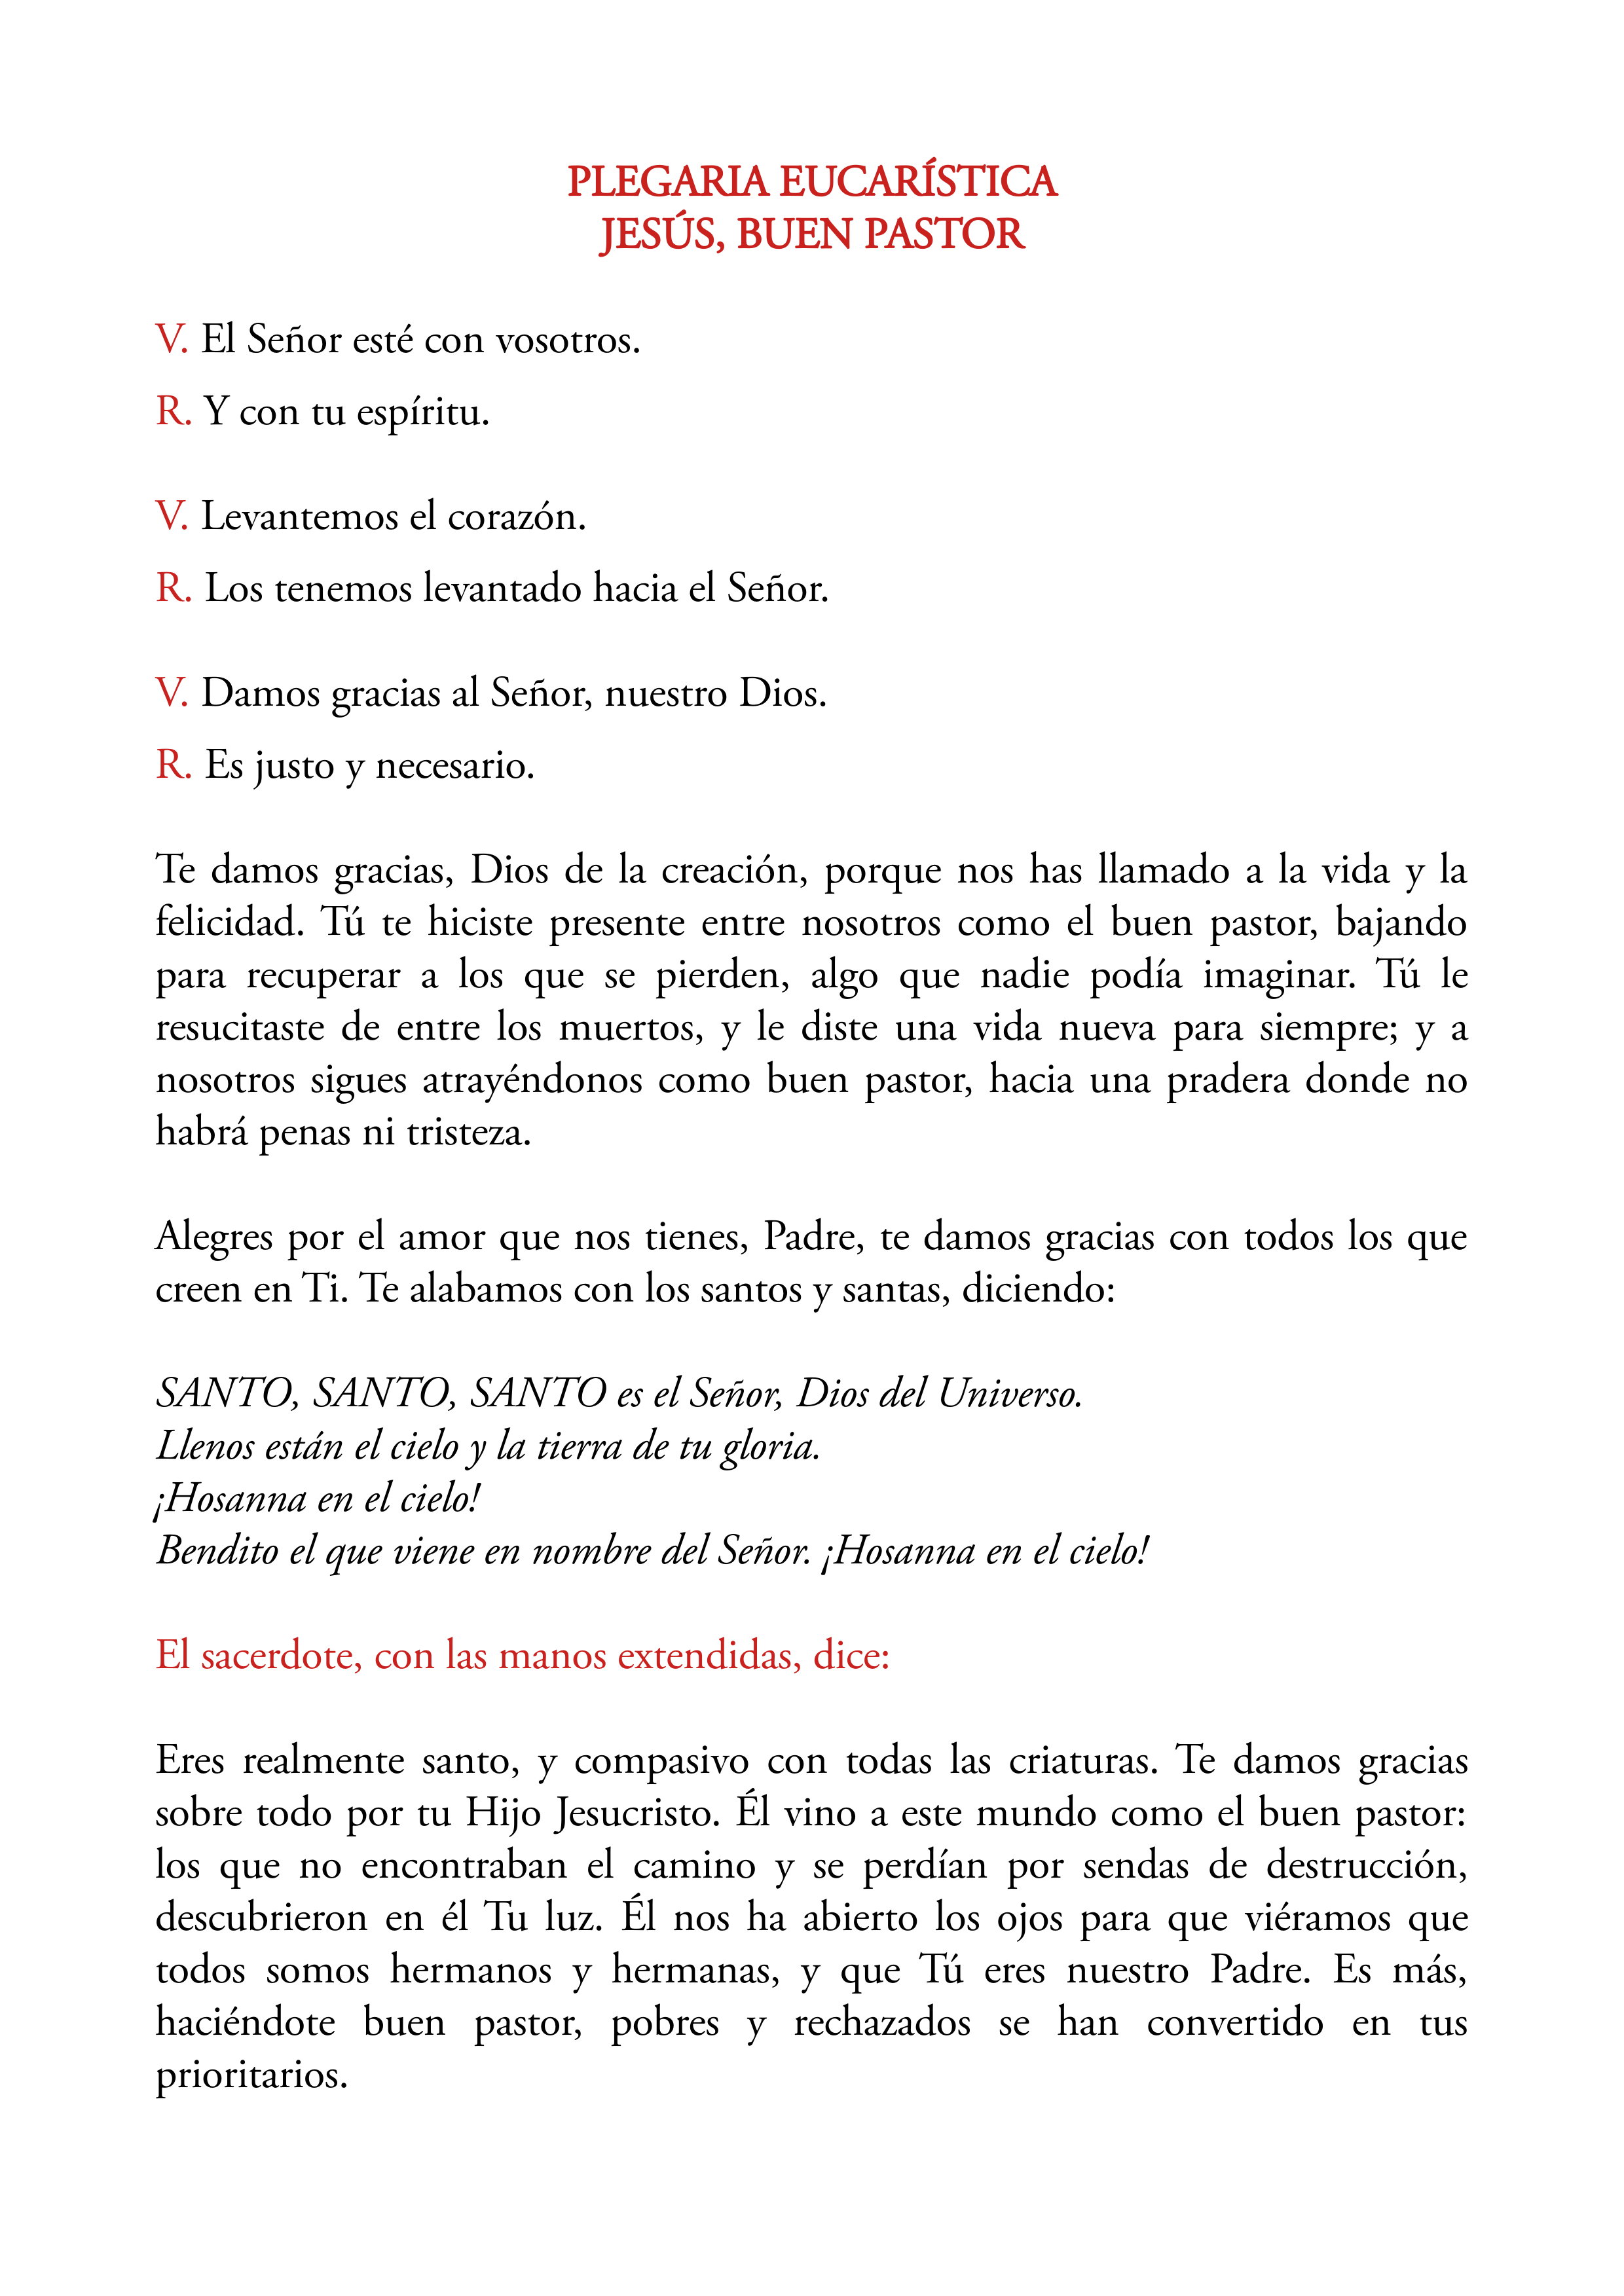 PLEGARIA EUCARÍSTICA
JESÚS, BUEN PASTOR
V. El Señor esté con vosotros.
R. Y con tu espíritu.
V. Levantemos el corazón.
R. Los tenemos levantado hacia el Señor.
V. Damos gracias al Señor, nuestro Dios.
R. Es justo y necesario.
Te damos gracias, Dios de la creación, porque nos has llamado a la vida y la
felicidad. Tú te hiciste presente entre nosotros como el buen pastor, bajando
para recuperar a los que se pierden, algo que nadie podía imaginar. Tú le
resucitaste de entre los muertos, y le diste una vida nueva para siempre; y a
nosotros sigues atrayéndonos como buen pastor, hacia una pradera donde no
habrá penas ni tristeza.
Alegres por el amor que nos tienes, Padre, te damos gracias con todos los que
creen en Ti. Te alabamos con los santos y santas, diciendo:
SANTO, SANTO, SANTO es el Señor, Dios del Universo.
Llenos están el cielo y la tierra de tu gloria.
¡Hosanna en el cielo!
Bendito el que viene en nombre del Señor. ¡Hosanna en el cielo!
El sacerdote, con las manos extendidas, dice:
Eres realmente santo, y compasivo con todas las criaturas. Te damos gracias
sobre todo por tu Hijo Jesucristo. Él vino a este mundo como el buen pastor:
los que no encontraban el camino y se perdían por sendas de destrucción,
descubrieron en él Tu luz. Él nos ha abierto los ojos para que viéramos que
todos somos hermanos y hermanas, y que Tú eres nuestro Padre. Es más,
haciéndote buen pastor, pobres y rechazados se han convertido en tus
prioritarios.